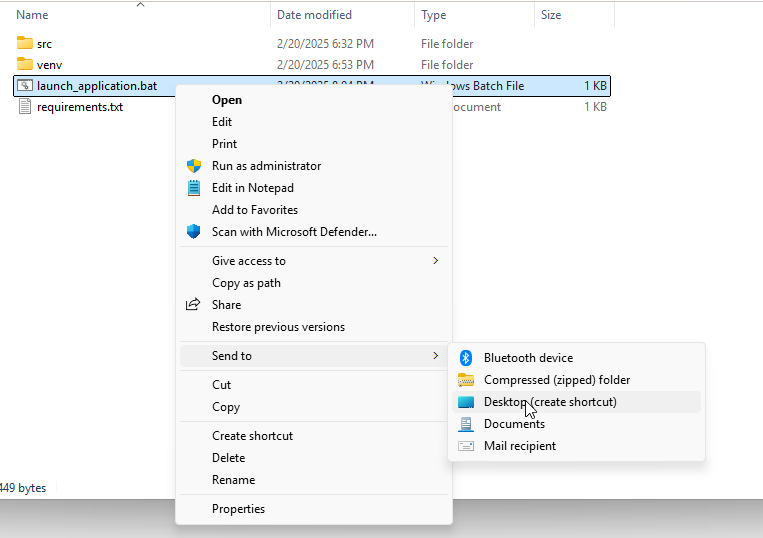 Name Date modified Type Size
src 2/20/2025 6:32 PM File folder
venv 2/20/2025 6:53 PM File folder
launch_application.bat Windows Batch File 1 KB
requirements.txt ocument 1 KB
Open
Edit
Print
Run as administrator
Edit in Notepad
Add to Favorites
Scan with Microsoft Defender...
Give access to
Copy as path
Share
Restore previous versions
Send to
Bluetooth device
Compressed (zipped) folder
Desktop (create shortcut)
Documents
Mail recipient
Cut
Copy
Create shortcut
Delete
Rename
Properties
449 bytes